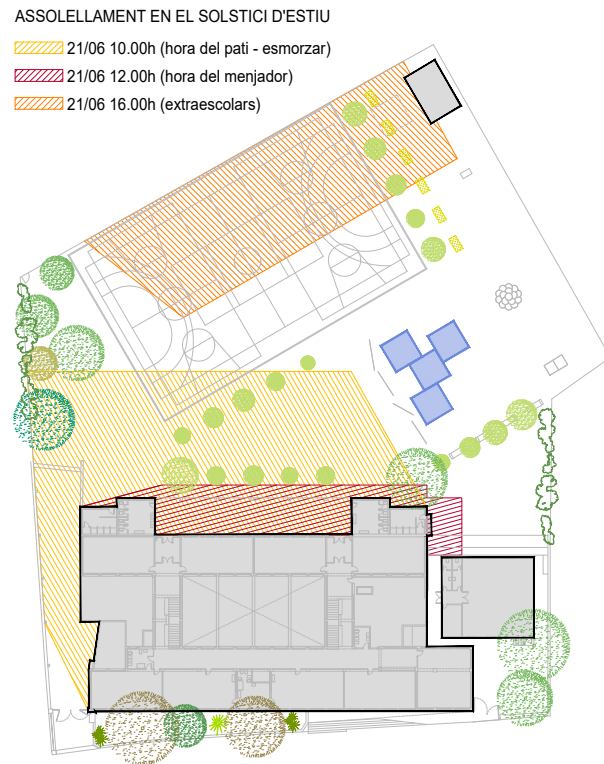 ASSOLELLAMENT EN EL SOLSTICI D'ESTIU
21/06 10.00h (hora del pati - esmorzar)
21/06 12.00h (hora del menjador)
21/06 16.00h (extraescolars)